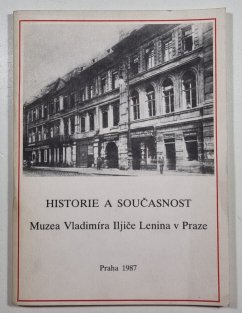 HISTORIE A SOUČASNOST
Muzea Vladimíra Iljiče Lenina v Praze
Praha 1987